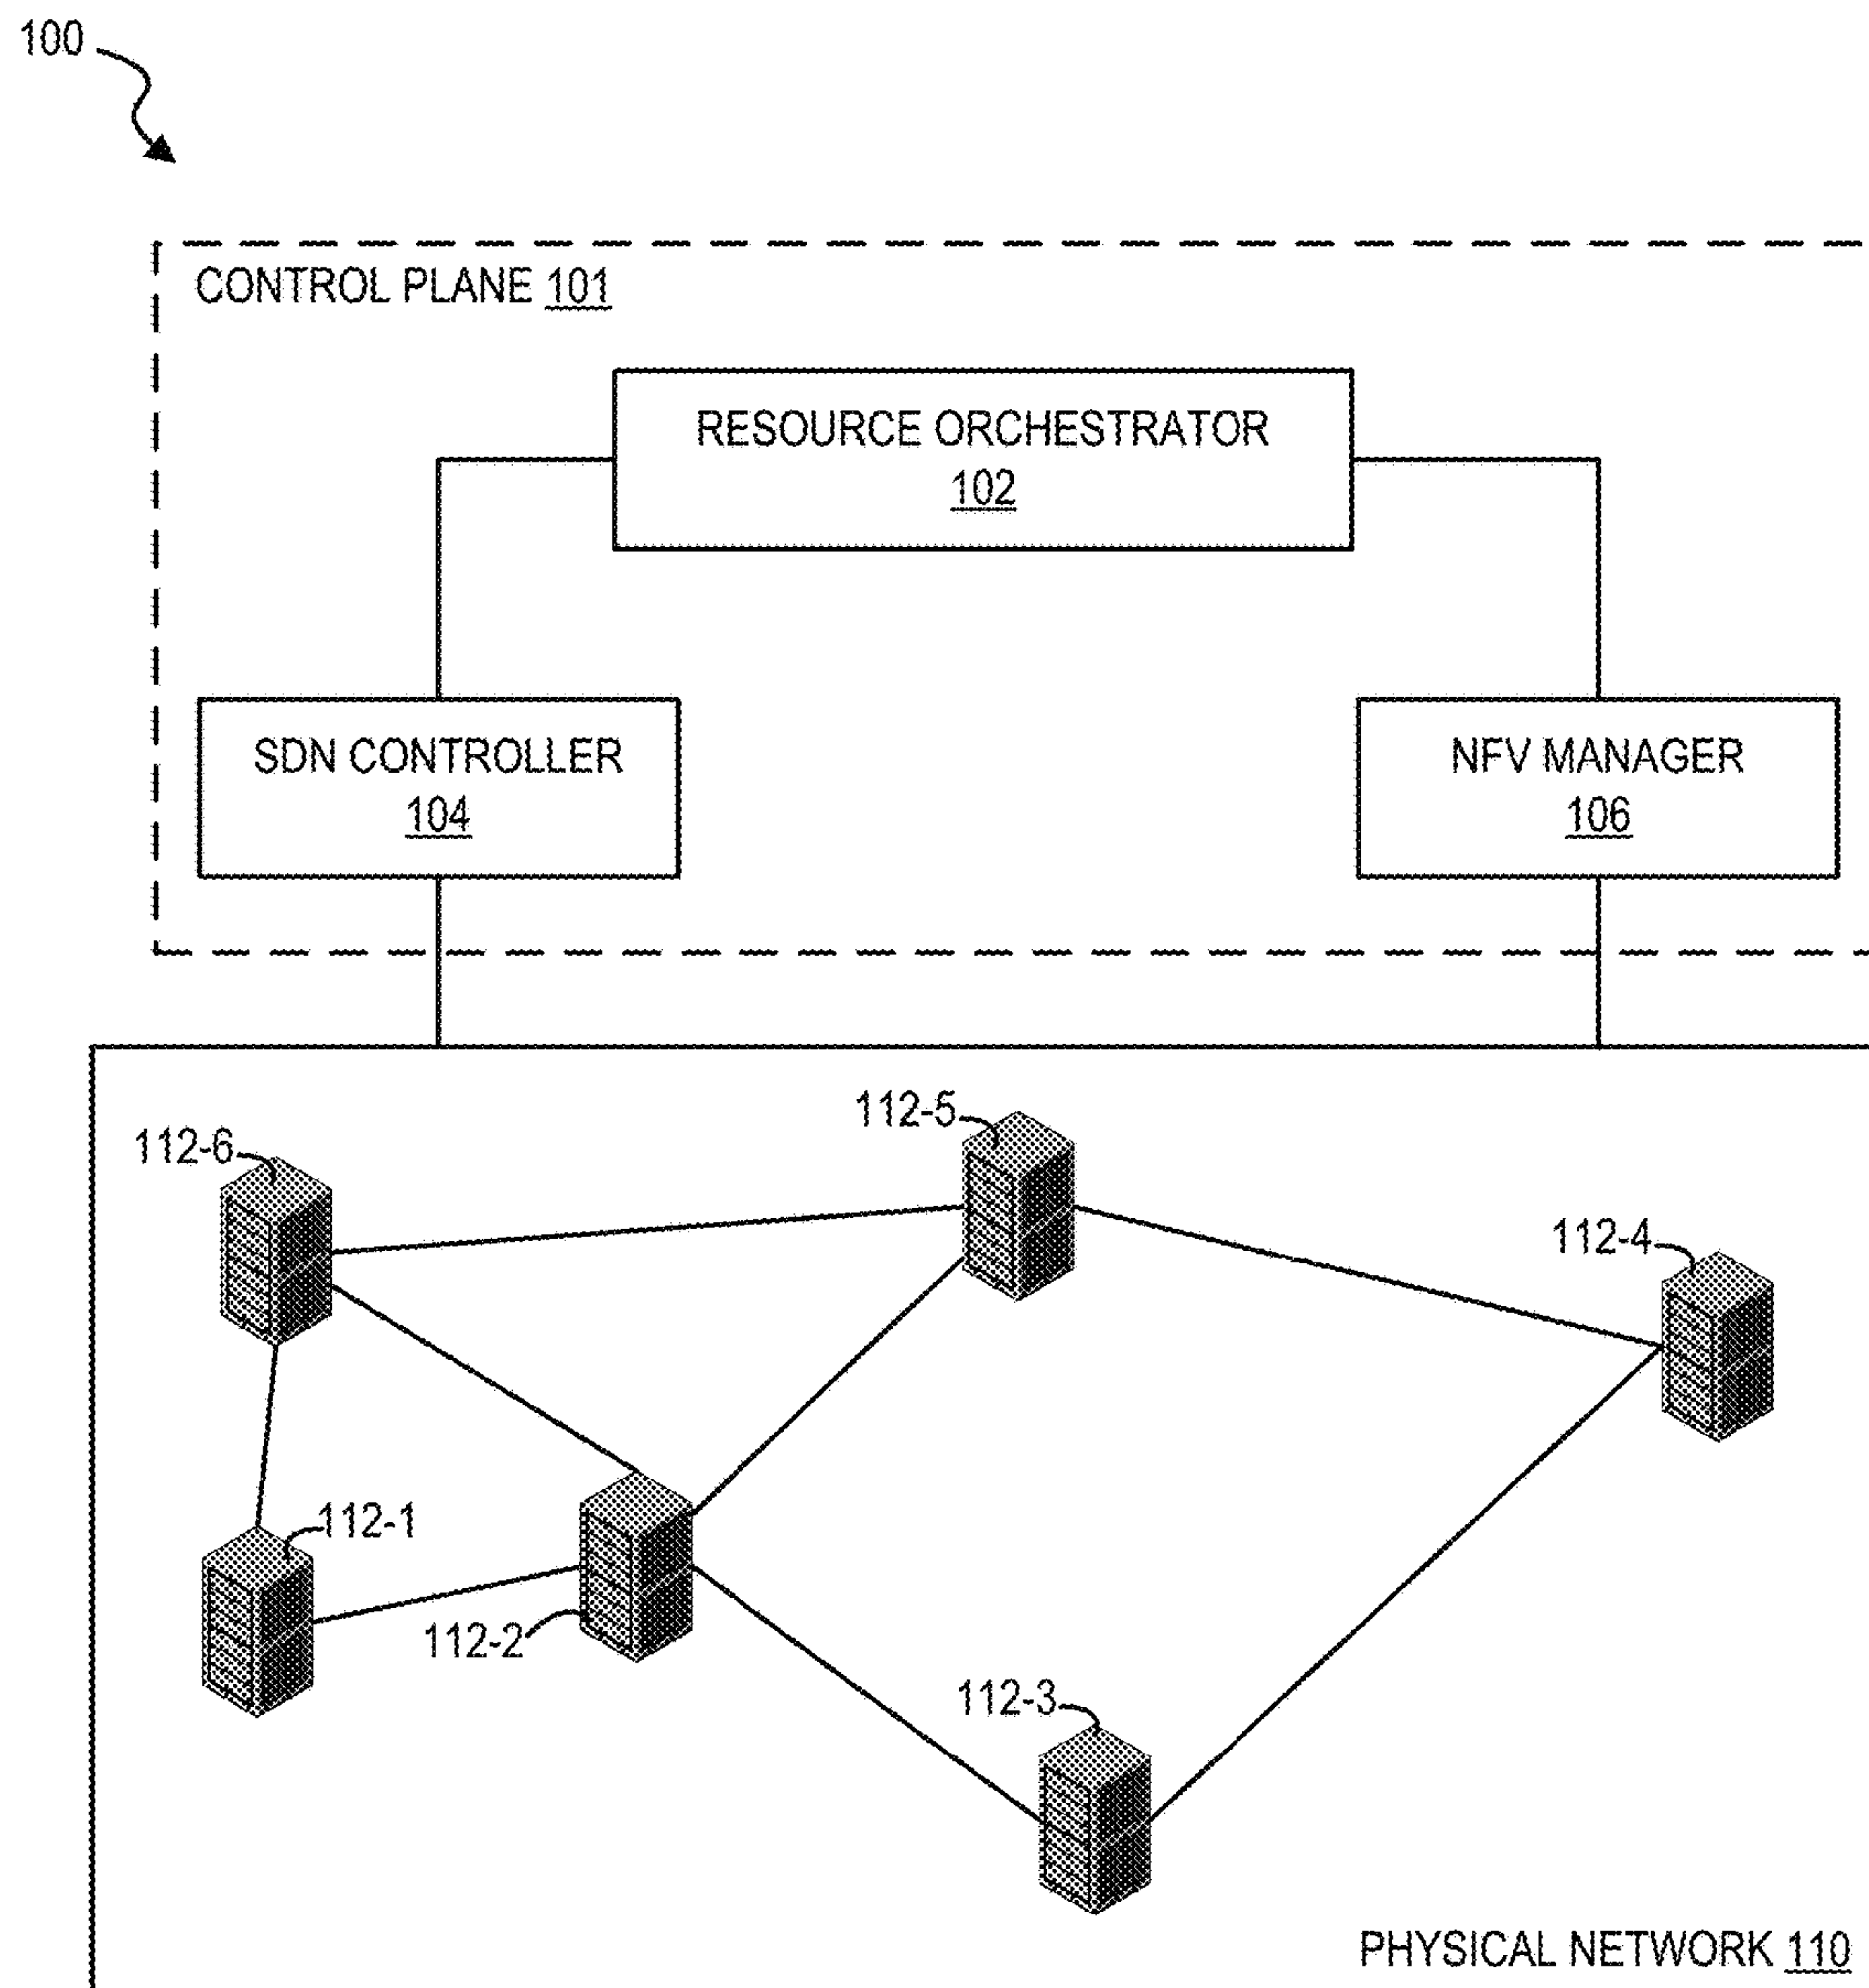 100
CONTROL PLANE 101
RESOURCE ORCHESTRATOR
102
SDN CONTROLLER
104
NFV MANAGER
106
112-5
112-6
112-4
112-1
112-2
112-3
PHYSICAL NETWORK 110